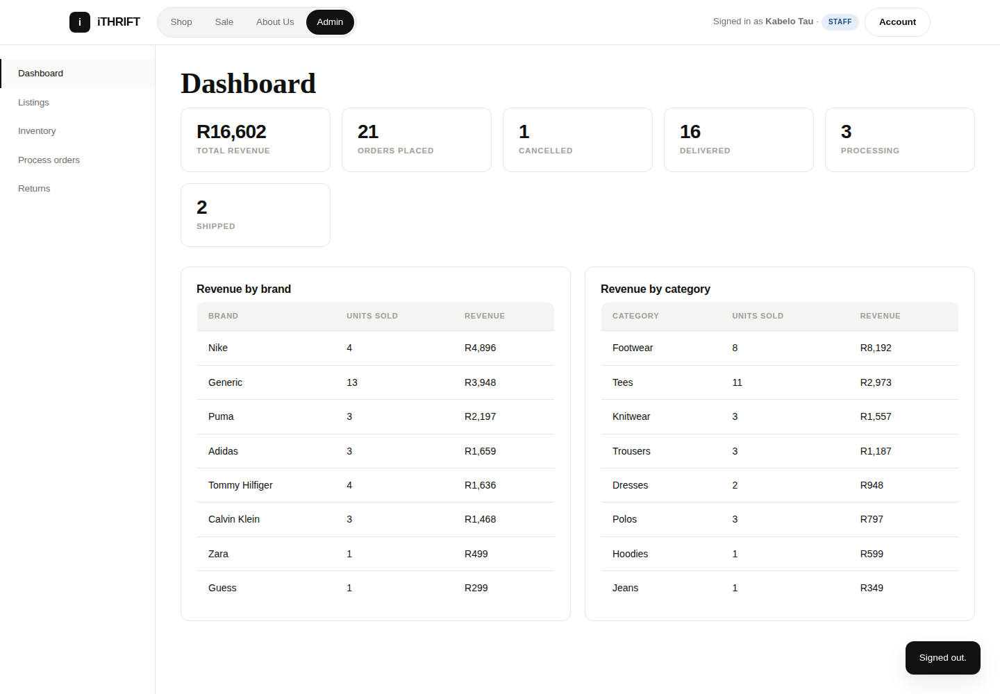 i iTHRIFT Shop Sale About Us Admin Signed in as Kabelo Tau · STAFF Account
Dashboard
Listings
Inventory
Process orders
Returns
Dashboard
R16,602 21 1 16 3
TOTAL REVENUE ORDERS PLACED CANCELLED DELIVERED PROCESSING
2
SHIPPED
Revenue by brand
BRAND UNITS SOLD REVENUE
Nike 4 R4,896
Generic 13 R3,948
Puma 3 R2,197
Adidas 3 R1,659
Tommy Hilfiger 4 R1,636
Calvin Klein 3 R1,468
Zara 1 R499
Guess 1 R299
Revenue by category
CATEGORY UNITS SOLD REVENUE
Footwear 8 R8,192
Tees 11 R2,973
Knitwear 3 R1,557
Trousers 3 R1,187
Dresses 2 R948
Polos 3 R797
Hoodies 1 R599
Jeans 1 R349
Signed out.